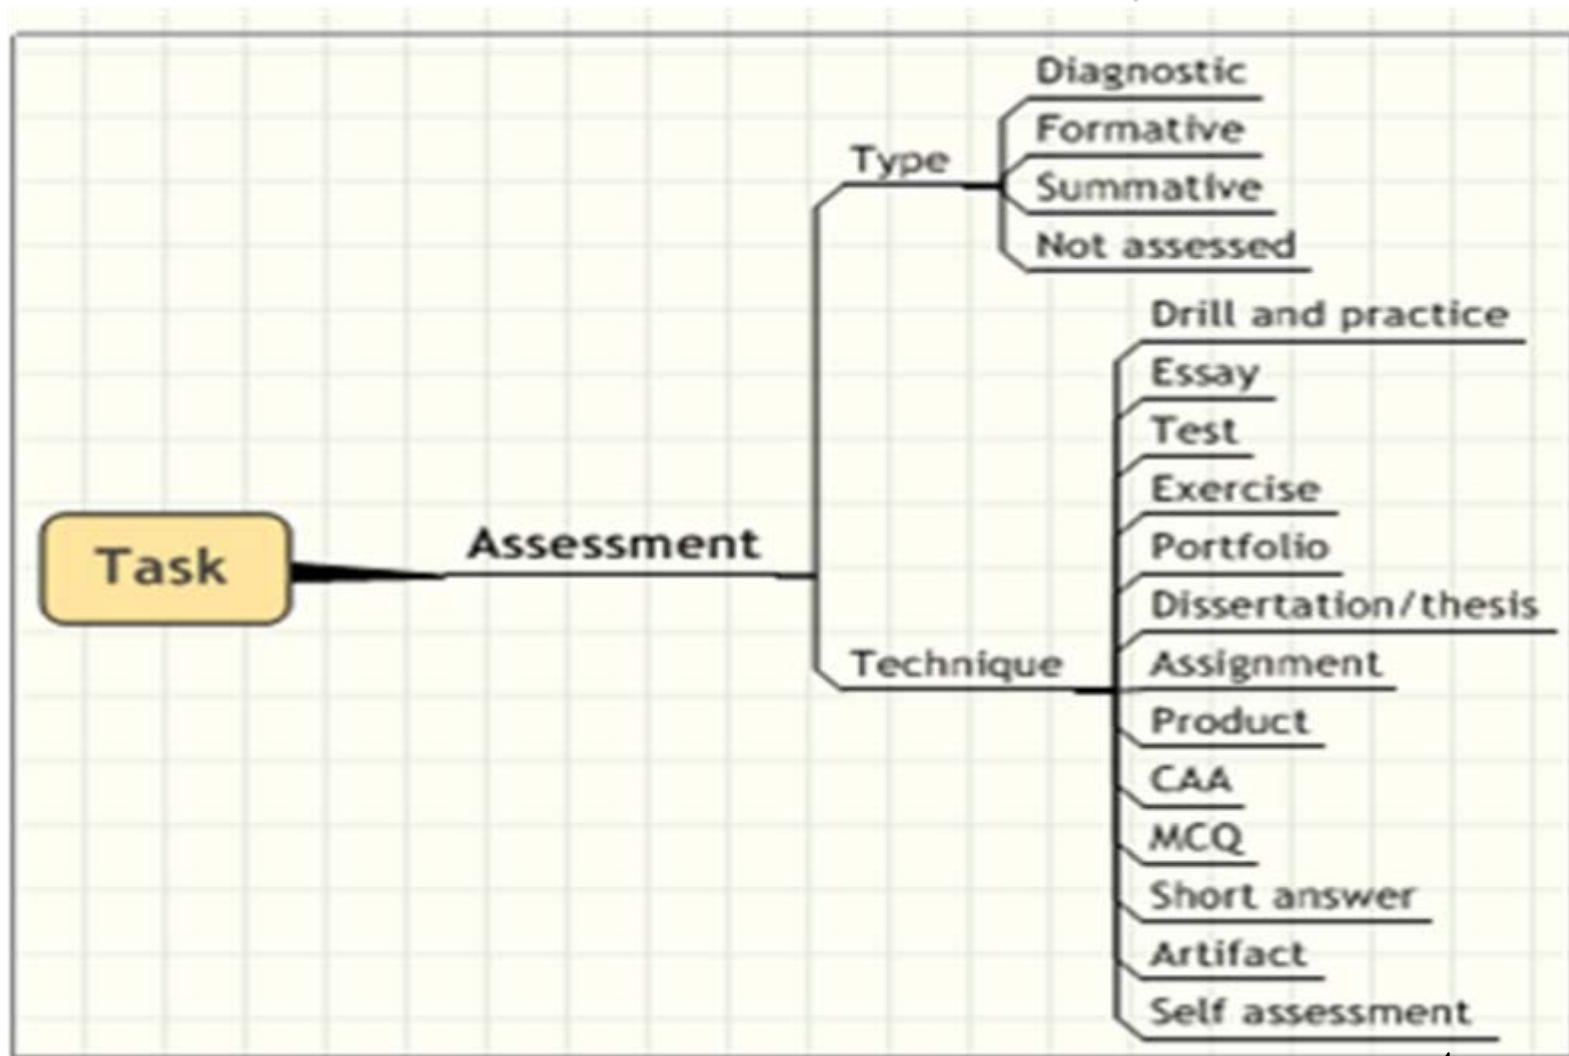 Task
Assessment
Type
Diagnostic
Formative
Summative
Not assessed
Technique
Drill and practice
Essay
Test
Exercise
Portfolio
Dissertation/thesis
Assignment
Product
CAA
MCQ
Short answer
Artifact
Self assessment